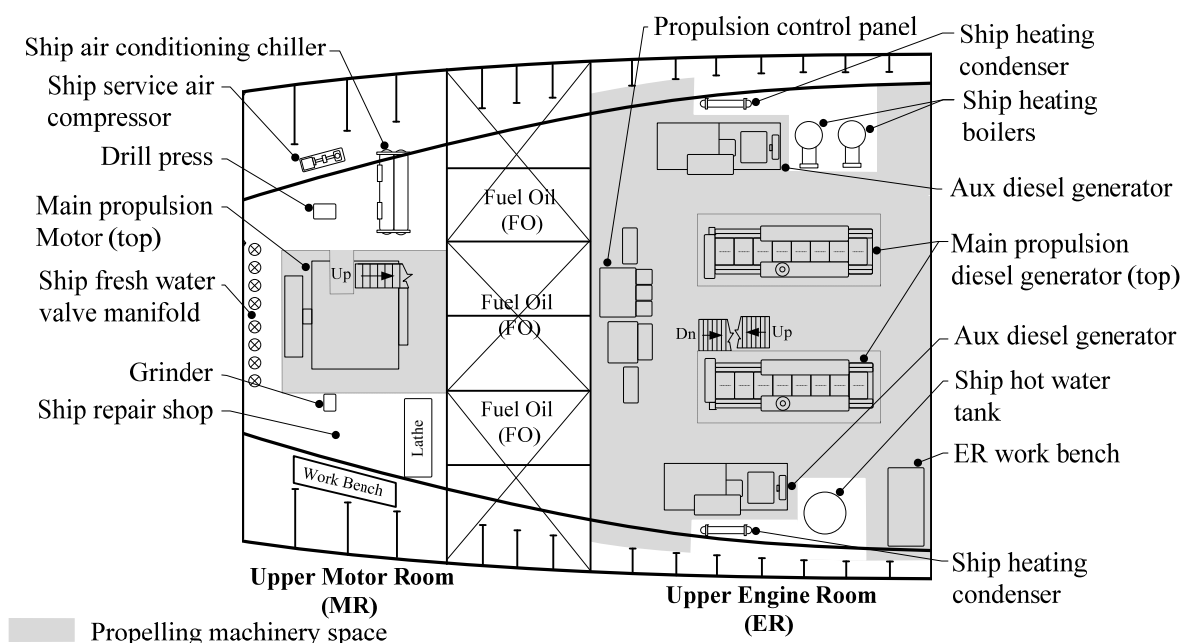 Propulsion control panel
Ship air conditioning chiller
Ship service air
compressor
Drill press
Main propulsion
Motor (top)
Ship fresh water
valve manifold
Grinder
Ship repair shop
Up
Lathe
Work Bench
Fuel Oil
(FO)
Fuel Oil
(FO)
Fuel Oil
(FO)
Dn
Up
Ship heating
condenser
Ship heating
boilers
Aux diesel generator
Main propulsion
diesel generator (top)
Aux diesel generator
Ship hot water
tank
ER work bench
Ship heating
condenser
Upper Motor Room
(MR)
Upper Engine Room
(ER)
Propelling machinery space